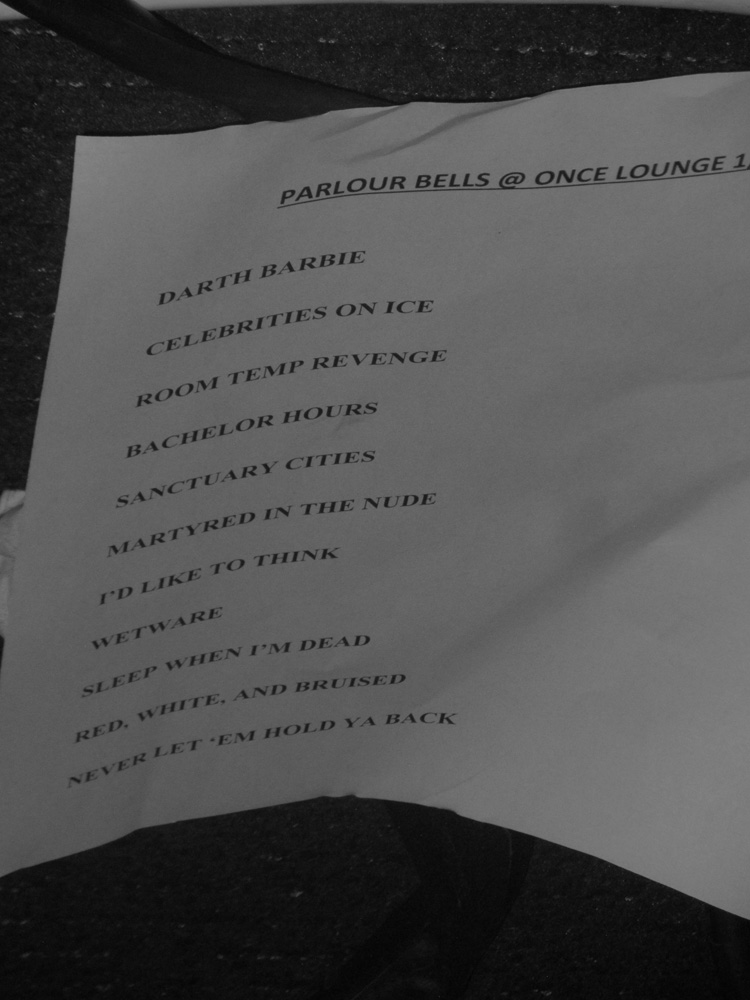 PARLOUR BELLS @ ONCE LOUNGE 1/
DARTH BARBIE
CELEBRITIES ON ICE
ROOM TEMP REVENGE
BACHELOR HOURS
SANCTUARY CITIES
MARTYRED IN THE NUDE
I'D LIKE TO THINK
WETWARE
SLEEP WHEN I'M DEAD
RED, WHITE, AND BRUISED
NEVER LET ‘EM HOLD YA BACK